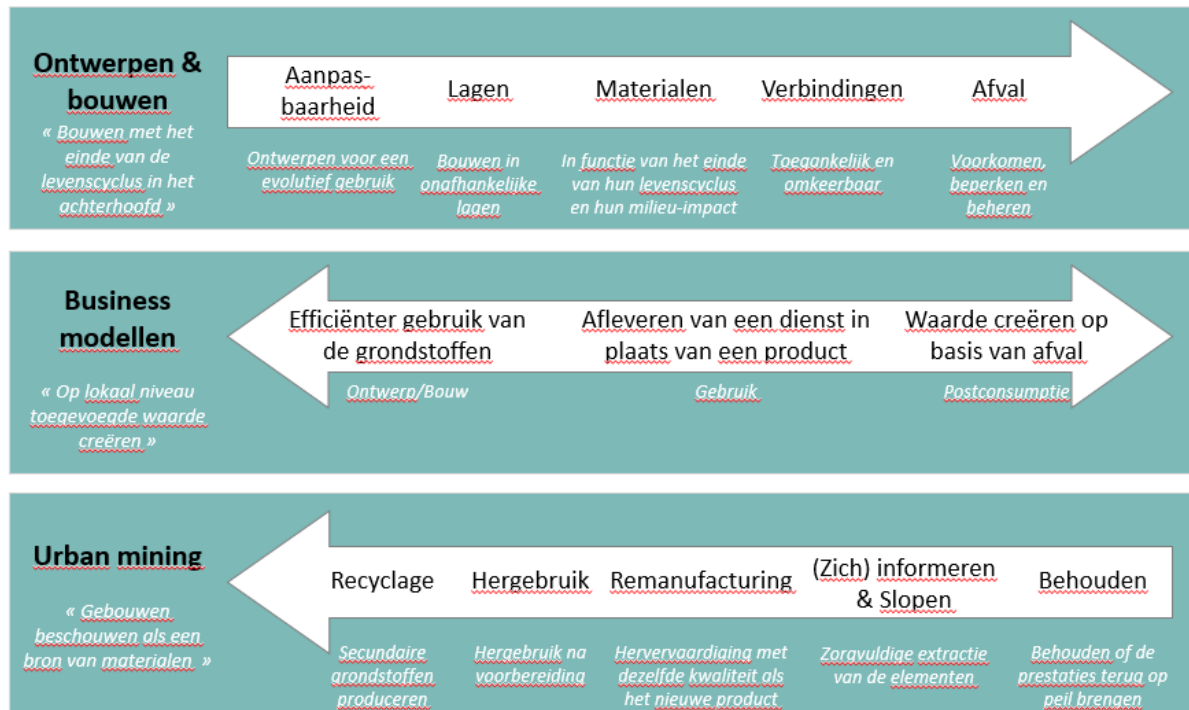 Ontwerpen &
bouwen
« Bouwen met het
einde van de
levenscyclus in het
achterhoofd »
Aanpas-
baarheid
Lagen
Materialen
Verbindingen
Afval
Ontwerpen voor een
evolutief gebruik
Bouwen in
onafhankelijke
lagen
In functie van het einde
van hun levenscyclus
en hun milieu-impact
Toegankelijk en
omkeerbaar
Voorkomen,
beperken en
beheren
Business
modellen
« Op lokaal niveau
toegevoegde waarde
creëren »
Efficiënter gebruik van
de grondstoffen
Afleveren van een dienst in
plaats van een product
Waarde creëren op
basis van afval
Ontwerp/Bouw
Gebruik
Postconsumptie
Urban mining
« Gebouwen
beschouwen als een
bron van materialen »
Recyclage
Hergebruik
Remanufacturing
(Zich) informeren
& Slopen
Behouden
Secundaire
grondstoffen
produceren
Hergebruik na
voorbereiding
Hervervaardiging met
dezelfde kwaliteit als
het nieuwe product
Zorgvuldige extractie
van de elementen
Behouden of de
prestaties terug op
peil brengen